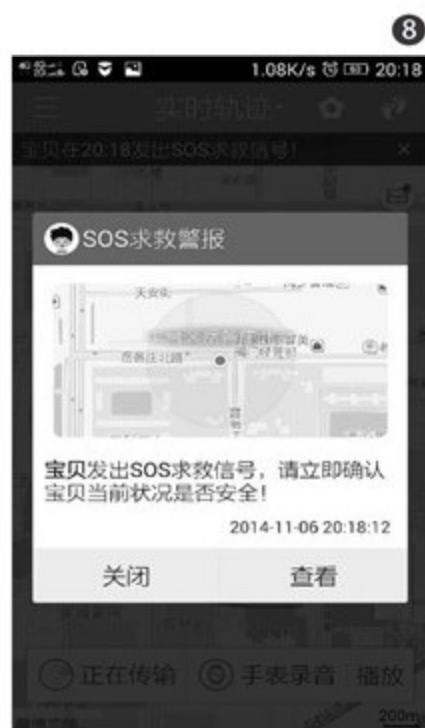 ❽
1.08K/s 20:18
实时轨迹
宝贝在20:18发出SOS求救信号!
SOS求救警报
天安街
宝贝发出SOS求救信号，请立即确认
宝贝当前状况是否安全!
2014-11-06 20:18:12
关闭 查看
正在传输 手表录音 播放
200m